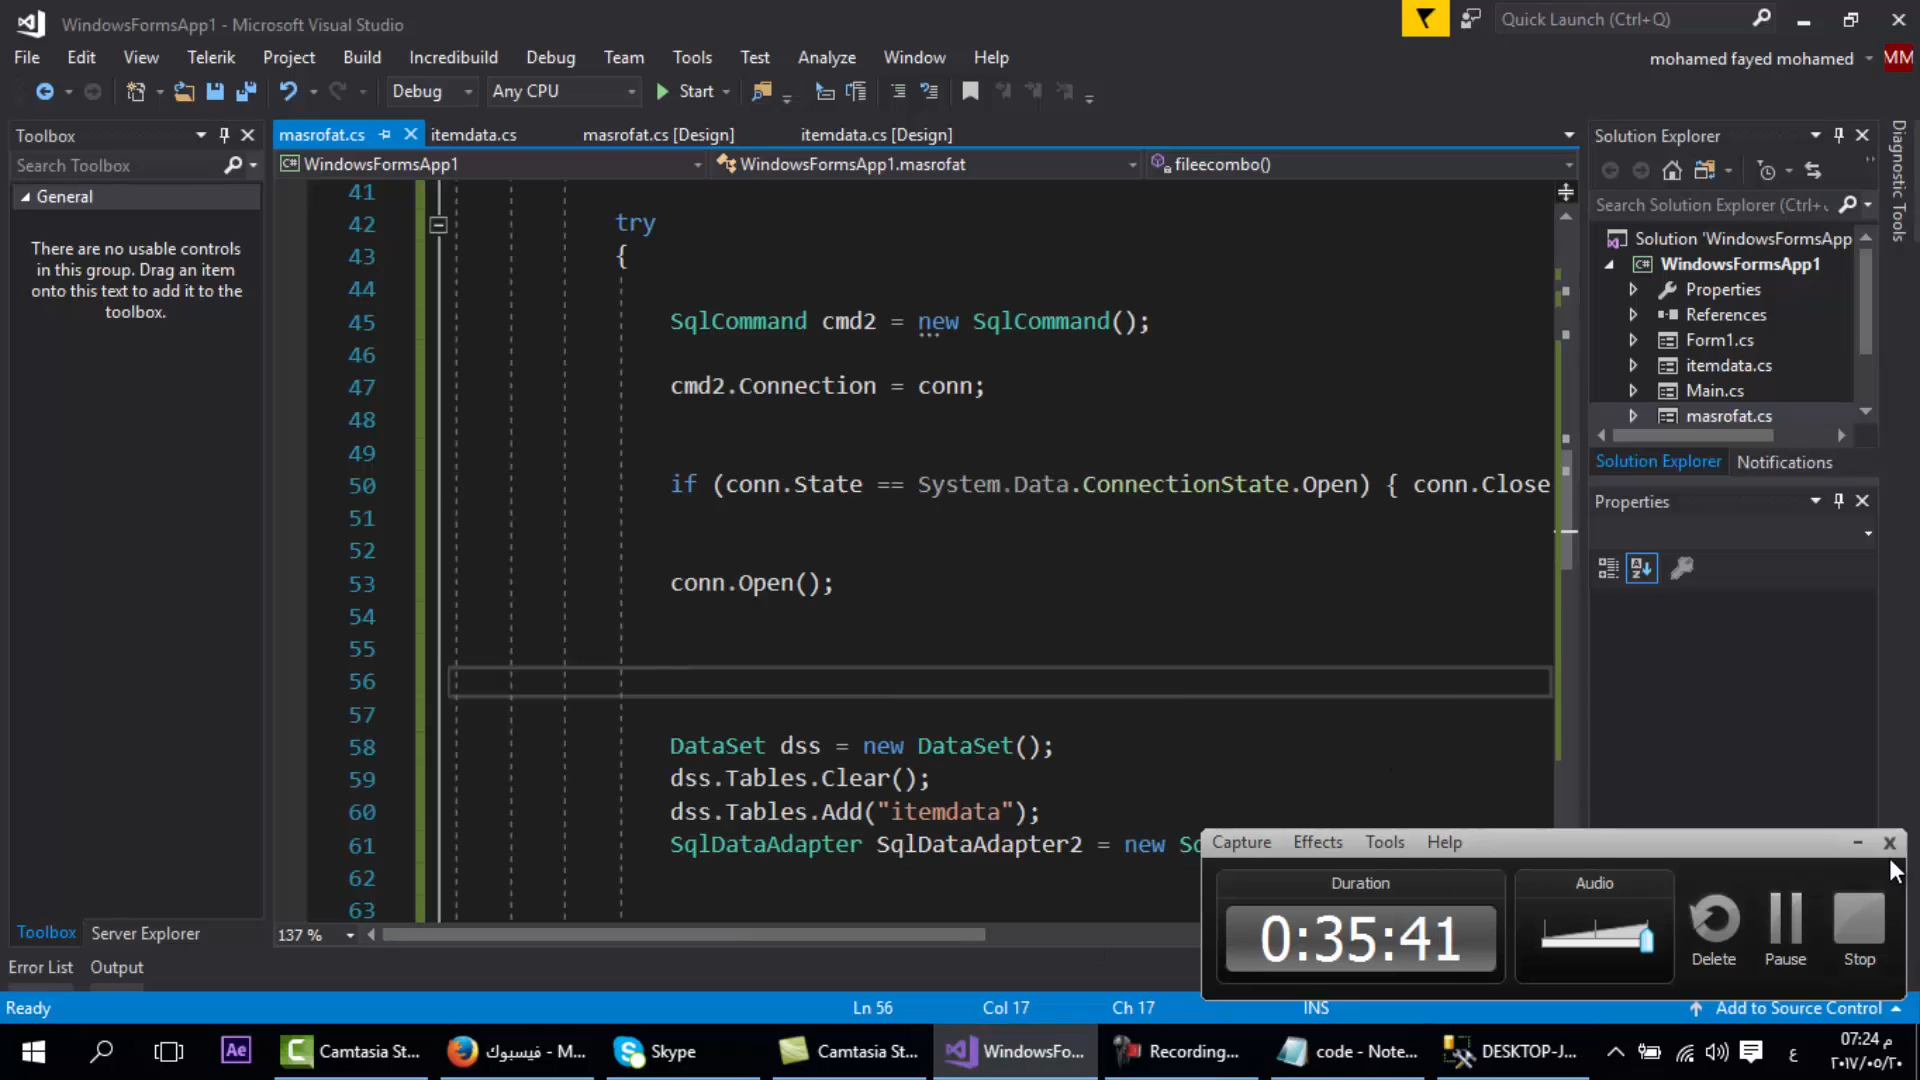 WindowsFormsApp1 - Microsoft Visual Studio
Quick Launch (Ctrl+Q)
File Edit View Telerik Project Build Incredibuild Debug Team Tools Test Analyze Window Help
mohamed fayed mohamed MM
Debug Any CPU Start
Toolbox
Search Toolbox
General
There are no usable controls
in this group. Drag an item
onto this text to add it to the
toolbox.
Toolbox Server Explorer
masrofat.cs itemdata.cs masrofat.cs [Design] itemdata.cs [Design]
C# WindowsFormsApp1 WindowsFormsApp1.masrofat fileecombo()
41
42 try
43 {
44
45 SqlCommand cmd2 = new SqlCommand();
46
47 cmd2.Connection = conn;
48
49
50 if (conn.State == System.Data.ConnectionState.Open) { conn.Close
51
52
53 conn.Open();
54
55
56
57
58 DataSet dss = new DataSet();
59 dss.Tables.Clear();
60 dss.Tables.Add("itemdata");
61 SqlDataAdapter SqlDataAdapter2 = new
62
63
137 %
Solution Explorer
Search Solution Explorer (Ctrl+
Solution 'WindowsFormsApp
C# WindowsFormsApp1
Properties
References
Form1.cs
itemdata.cs
Main.cs
masrofat.cs
Solution Explorer Notifications
Properties
Diagnostic Tools
Capture Effects Tools Help
Duration
0:35:41
Audio
Delete Pause Stop
Error List Output
Ready Ln 56 Col 17 Ch 17 INS Add to Source Control
Ae Camtasia St... فيسبوك - M... Skype Camtasia St... WindowsFo... Recording... code - Note... DESKTOP-J... ع
07:24 م
٢٠١٧/٠٥/٢٠